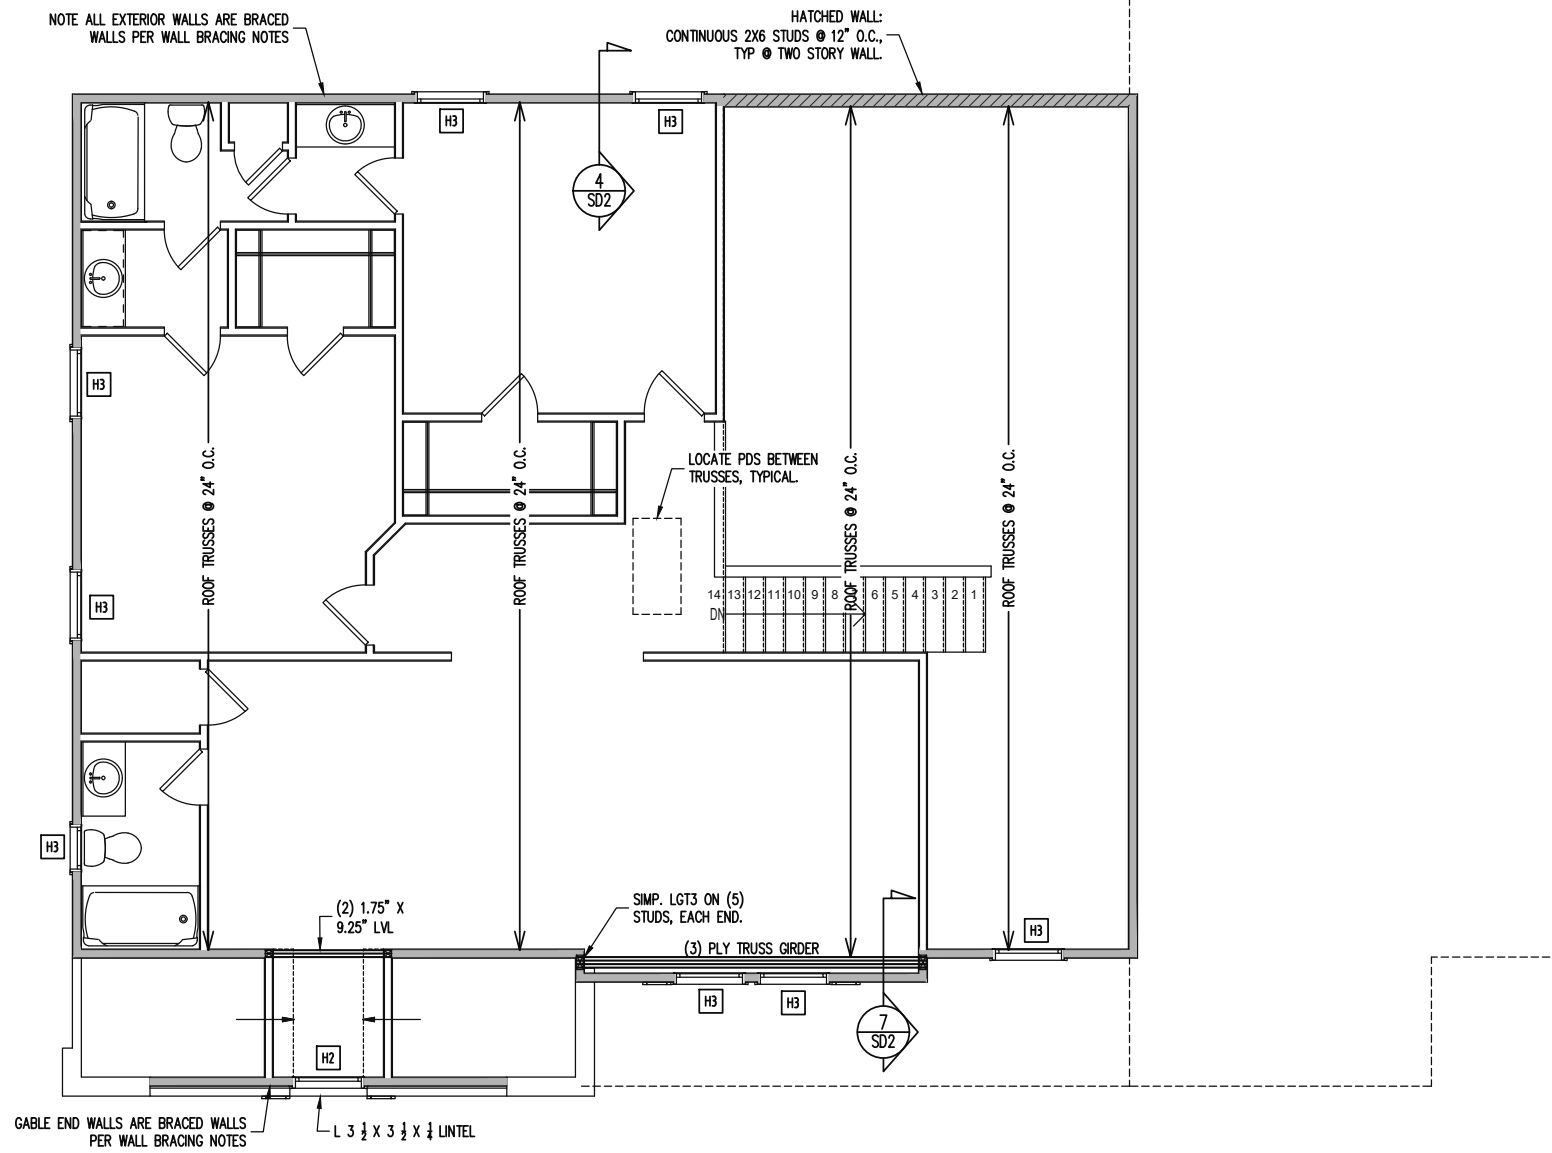 NOTE ALL EXTERIOR WALLS ARE BRACED
WALLS PER WALL BRACING NOTES
HATCHED WALL:
CONTINUOUS 2X6 STUDS @ 12" O.C.,
TYP @ TWO STORY WALL.
H3
H3
4
SD2
H3
ROOF TRUSSES @ 24" O.C.
ROOF TRUSSES @ 24" O.C.
ROOF TRUSSES @ 24" O.C.
ROOF TRUSSES @ 24" O.C.
LOCATE PDS BETWEEN
TRUSSES, TYPICAL.
H3
14 13 12 11 10 9 8 6 5 4 3 2 1
DN
H3
SIMP. LGT3 ON (5)
STUDS, EACH END.
(2) 1.75" X
9.25" LVL
(3) PLY TRUSS GIRDER
H3
H3
H3
7
SD2
H2
GABLE END WALLS ARE BRACED WALLS
PER WALL BRACING NOTES
L 3 1/2 X 3 1/2 X 1/4 LINTEL